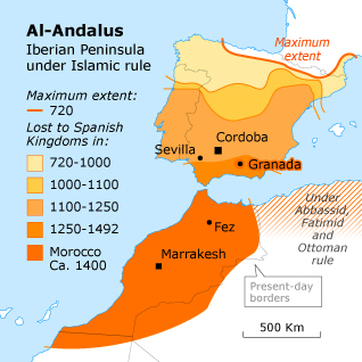 Al-Andalus
Iberian Peninsula
under Islamic rule
Maximum extent:
720
Lost to Spanish
Kingdoms in:
720-1000
1000-1100
1100-1250
1250-1492
Morocco
Ca. 1400
Maximum
extent
Cordoba
Sevilla
Granada
Fez
Marrakesh
Under
Abbassid,
Fatimid
and
Ottoman
rule
Present-day
borders
500 Km